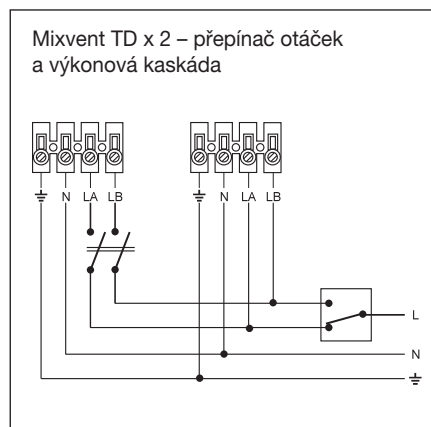 Mixvent TD x 2 – přepínač otáček
a výkonová kaskáda
N LA LB N LA LB
L
N